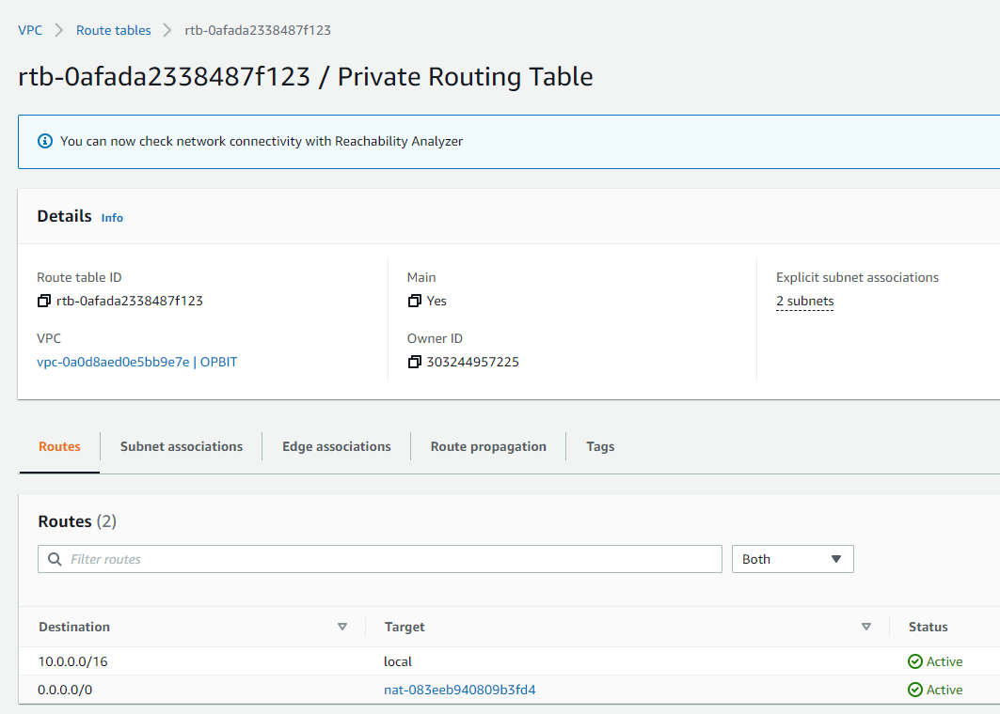 VPC > Route tables > rtb-0afada2338487f123
rtb-0afada2338487f123 / Private Routing Table
You can now check network connectivity with Reachability Analyzer
Details Info
Route table ID
rtb-0afada2338487f123
Main
Yes
Explicit subnet associations
2 subnets
VPC
vpc-0a0d8aed0e5bb9e7e | OPBIT
Owner ID
303244957225
Routes Subnet associations Edge associations Route propagation Tags
Routes (2)
Filter routes Both
Destination Target Status
10.0.0.0/16 local Active
0.0.0.0/0 nat-083eeb940809b3fd4 Active